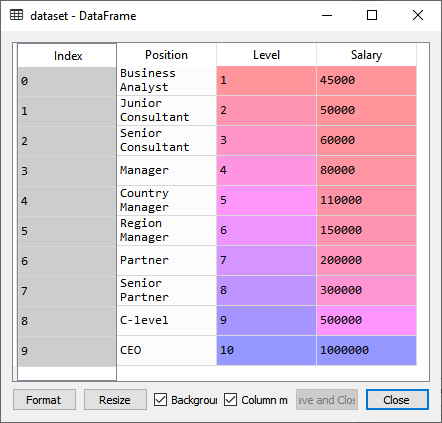 dataset - DataFrame
Index Position Level Salary
0 Business Analyst 1 45000
1 Junior Consultant 2 50000
2 Senior Consultant 3 60000
3 Manager 4 80000
4 Country Manager 5 110000
5 Region Manager 6 150000
6 Partner 7 200000
7 Senior Partner 8 300000
8 C-level 9 500000
9 CEO 10 1000000
Format Resize Backgrou Column m ve and Clos Close